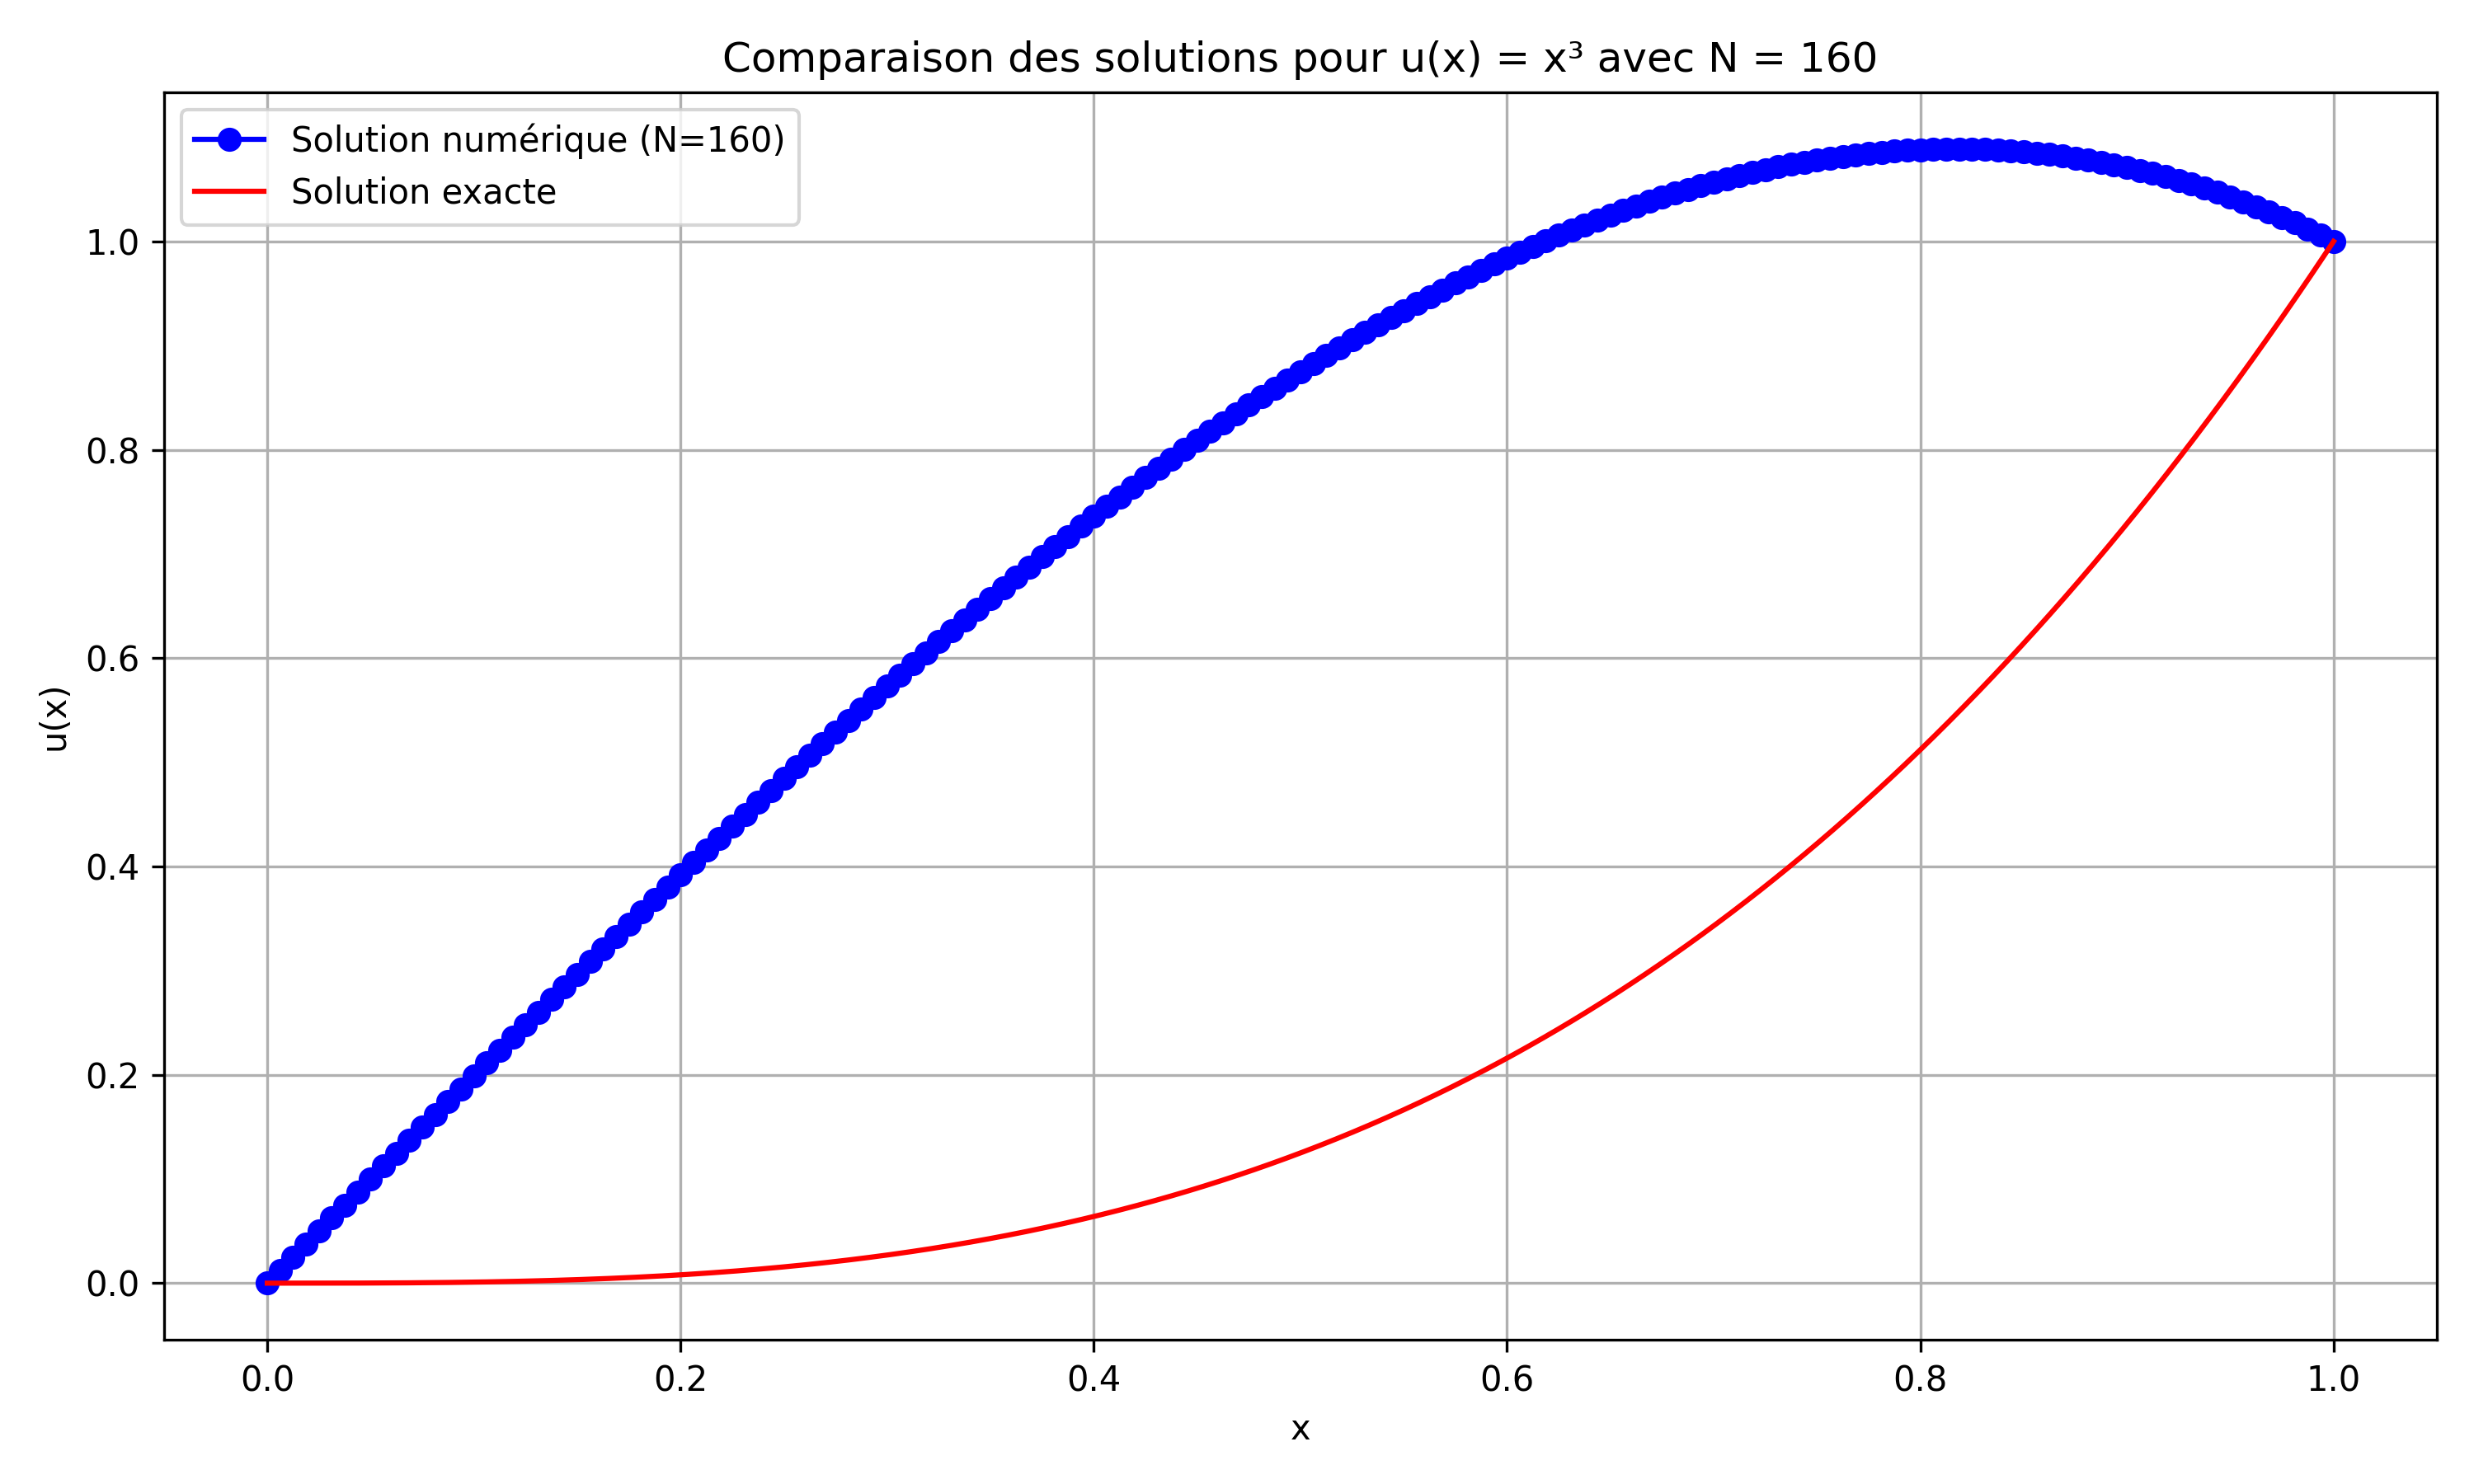 Comparaison des solutions pour u(x) = x³ avec N = 160
Solution numérique (N=160)
Solution exacte
1.0
0.8
0.6
0.4
0.2
0.0
u(x)
0.0 0.2 0.4 0.6 0.8 1.0
x